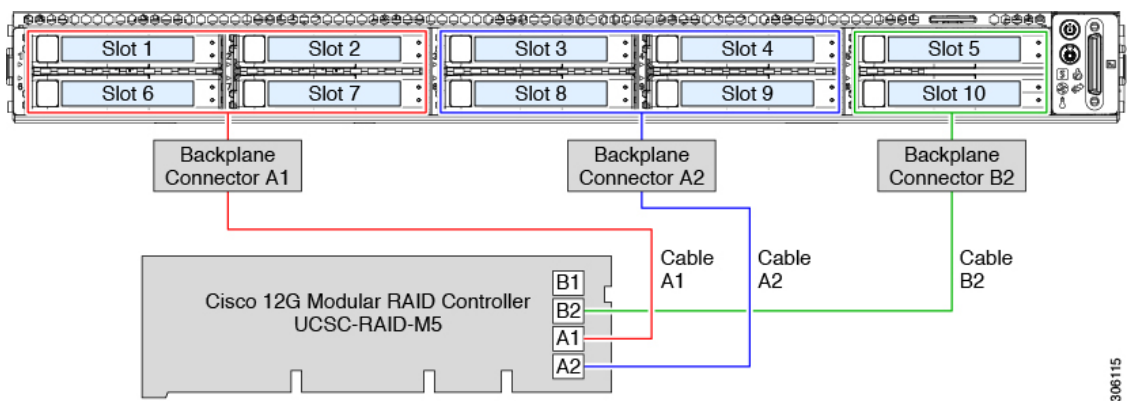 Slot 1
Slot 2
Slot 3
Slot 4
Slot 5
Slot 6
Slot 7
Slot 8
Slot 9
Slot 10
Backplane
Connector A1
Backplane
Connector A2
Backplane
Connector B2
Cable
A1
Cable
A2
Cable
B2
Cisco 12G Modular RAID Controller
UCSC-RAID-M5
B1
B2
A1
A2
306115